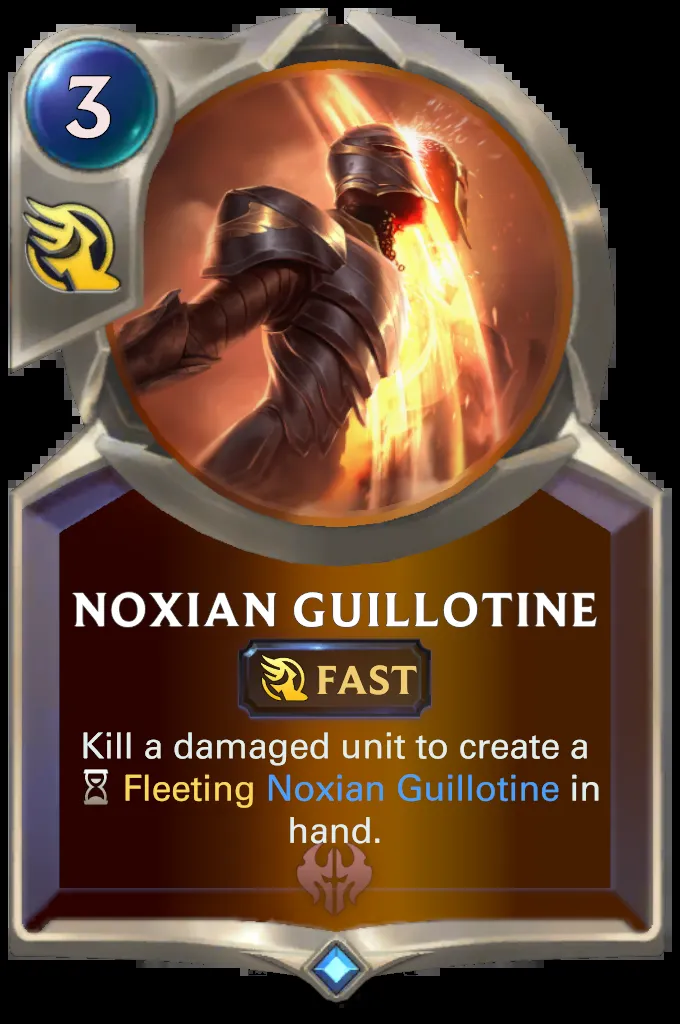 3
NOXIAN GUILLOTINE
FAST
Kill a damaged unit to create a
Fleeting Noxian Guillotine in
hand.